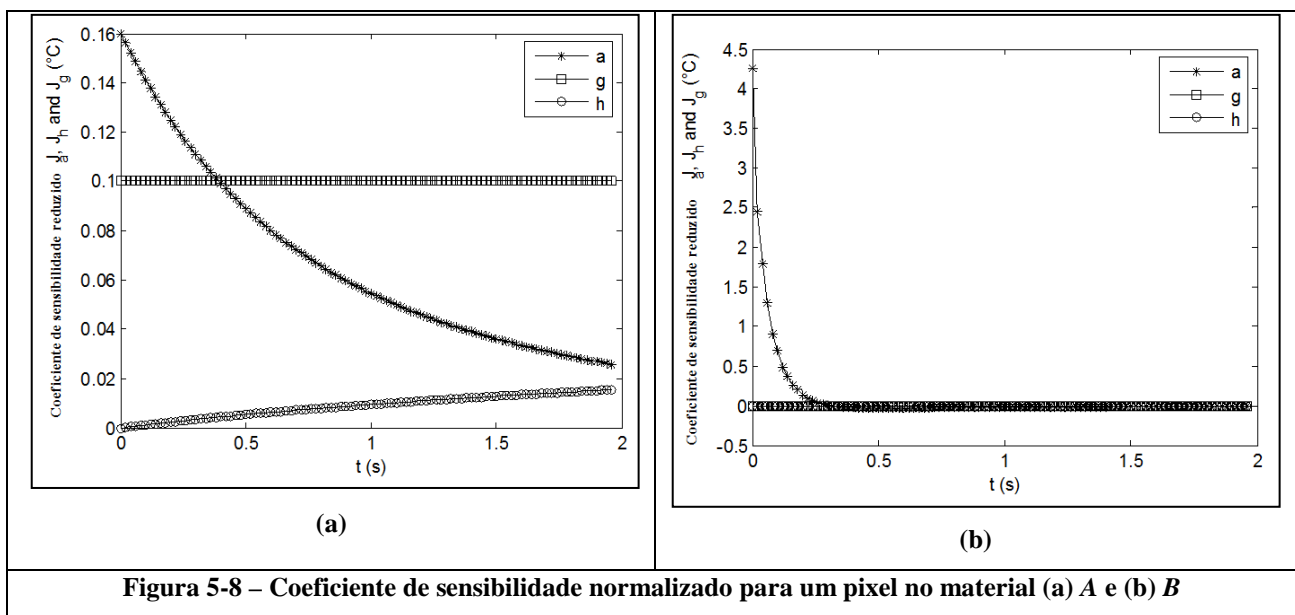 0.16
0.14
0.12
0.1
0.08
0.06
0.04
0.02
0
Coeficiente de sensibilidade reduzido J_a, J_h and J_g (°C)
a
g
h
0
0.5
1
1.5
2
t (s)
(a)
4.5
4
3.5
3
2.5
2
1.5
1
0.5
0
-0.5
Coeficiente de sensibilidade reduzido J_a, J_h and J_g (°C)
a
g
h
0
0.5
1
1.5
2
t (s)
(b)
Figura 5-8 – Coeficiente de sensibilidade normalizado para um pixel no material (a) A e (b) B